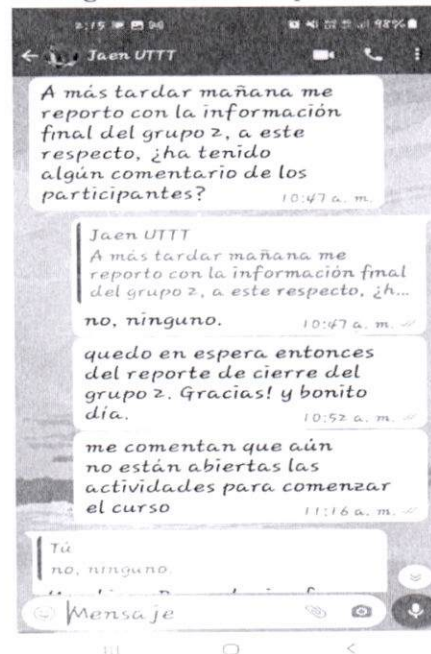 2:15
98%
Jaen UTTT
A más tardar mañana me
reporto con la información
final del grupo 2, a este
respecto, ¿ha tenido
algún comentario de los
participantes?
10:47 a. m.
Jaen UTTT
A más tardar mañana me
reporto con la información final
del grupo 2, a este respecto, ¿h...
no, ninguno.
10:47 a. m.
quedo en espera entonces
del reporte de cierre del
grupo 2. Gracias! y bonito
día.
10:52 a. m.
me comentan que aún
no están abiertas las
actividades para comenzar
el curso
11:16 a. m.
Tú
no, ninguno.
Mensaje